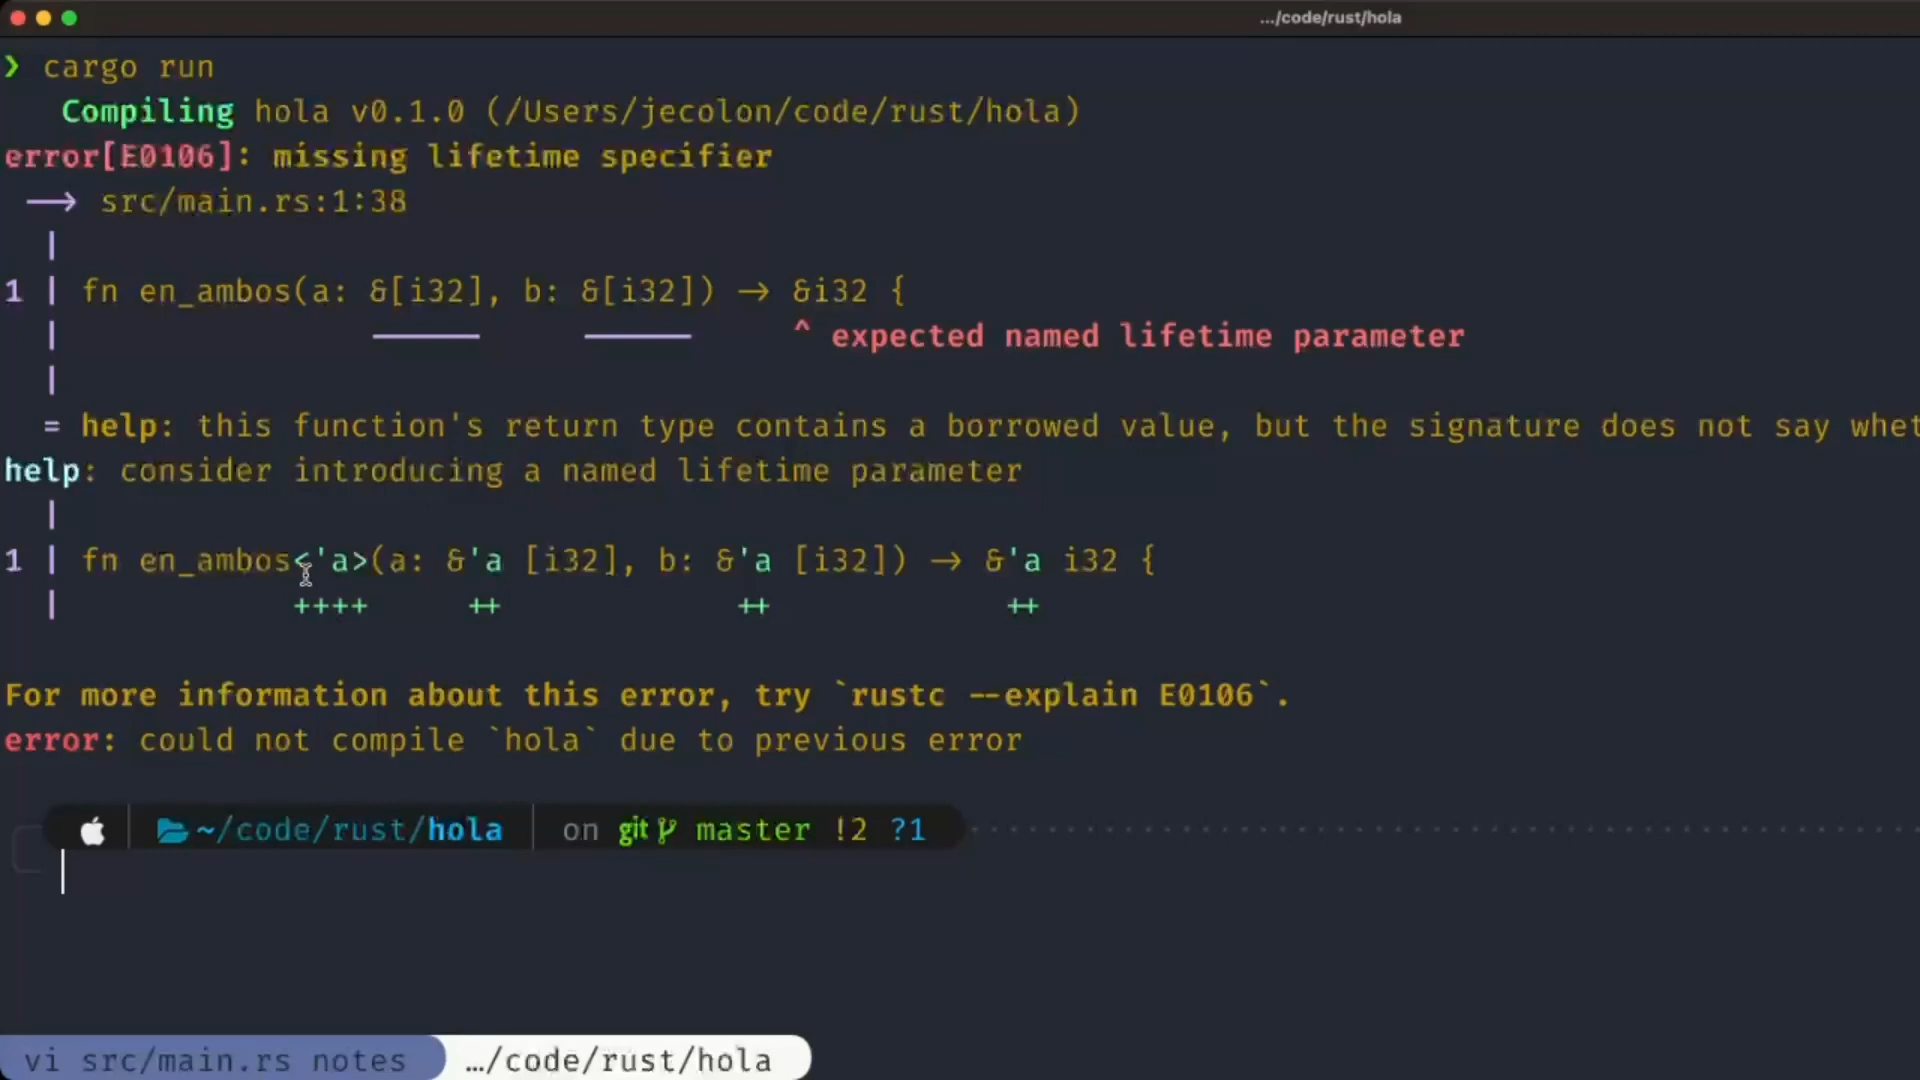 .../code/rust/hola
❯ cargo run
Compiling hola v0.1.0 (/Users/jecolon/code/rust/hola)
error[E0106]: missing lifetime specifier
--> src/main.rs:1:38
|
1 | fn en_ambos(a: &[i32], b: &[i32]) -> &i32 {
| ------ ------ ^ expected named lifetime parameter
|
= help: this function's return type contains a borrowed value, but the signature does not say whet
help: consider introducing a named lifetime parameter
|
1 | fn en_ambos<'a>(a: &'a [i32], b: &'a [i32]) -> &'a i32 {
| ++++ ++ ++ ++
For more information about this error, try `rustc --explain E0106`.
error: could not compile `hola` due to previous error
~/code/rust/hola on git master !2 ?1
vi src/main.rs notes …/code/rust/hola